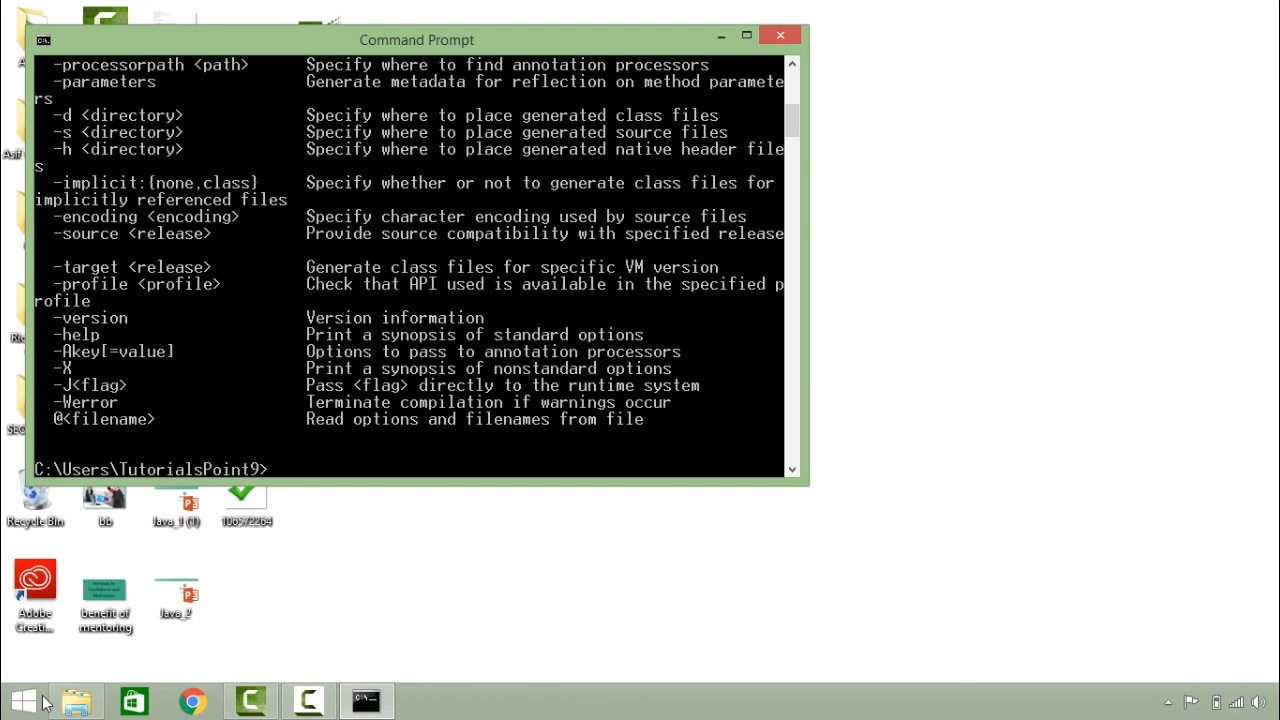 Command Prompt
-processorpath <path> Specify where to find annotation processors
-parameters Generate metadata for reflection on method paramete
rs
-d <directory> Specify where to place generated class files
-s <directory> Specify where to place generated source files
-h <directory> Specify where to place generated native header file
s
-implicit:{none,class} Specify whether or not to generate class files for
implicitly referenced files
-encoding <encoding> Specify character encoding used by source files
-source <release> Provide source compatibility with specified release
-target <release> Generate class files for specific VM version
-profile <profile> Check that API used is available in the specified p
rofile
-version Version information
-help Print a synopsis of standard options
-Akey[=value] Options to pass to annotation processors
-X Print a synopsis of nonstandard options
-J<flag> Pass <flag> directly to the runtime system
-Werror Terminate compilation if warnings occur
@<filename> Read options and filenames from file
C:\Users\TutorialsPoint9>
Asif
Ric
SEO
Recycle Bin
bb
Java_1 (1)
106572264
Adobe
Creati...
benefit of
mentoring
Java_2